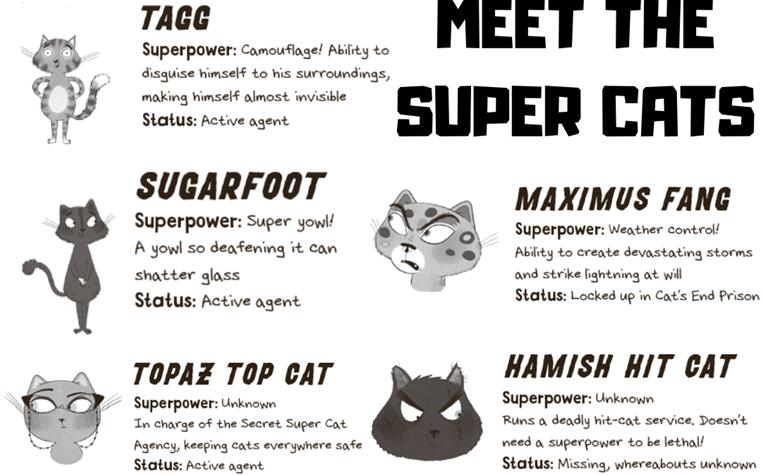 MEET THE
SUPER CATS
TAGG
Superpower: Camouflage! Ability to
disguise himself to his surroundings,
making himself almost invisible
Status: Active agent
SUGARFOOT
Superpower: Super yowl!
A yowl so deafening it can
shatter glass
Status: Active agent
TOPAZ TOP CAT
Superpower: Unknown
In charge of the Secret Super Cat
Agency, keeping cats everywhere safe
Status: Active agent
MAXIMUS FANG
Superpower: Weather control!
Ability to create devastating storms
and strike lightning at will
Status: Locked up in Cat's End Prison
HAMISH HIT CAT
Superpower: Unknown
Runs a deadly hit-cat service. Doesn't
need a superpower to be lethal!
Status: Missing, whereabouts unknown